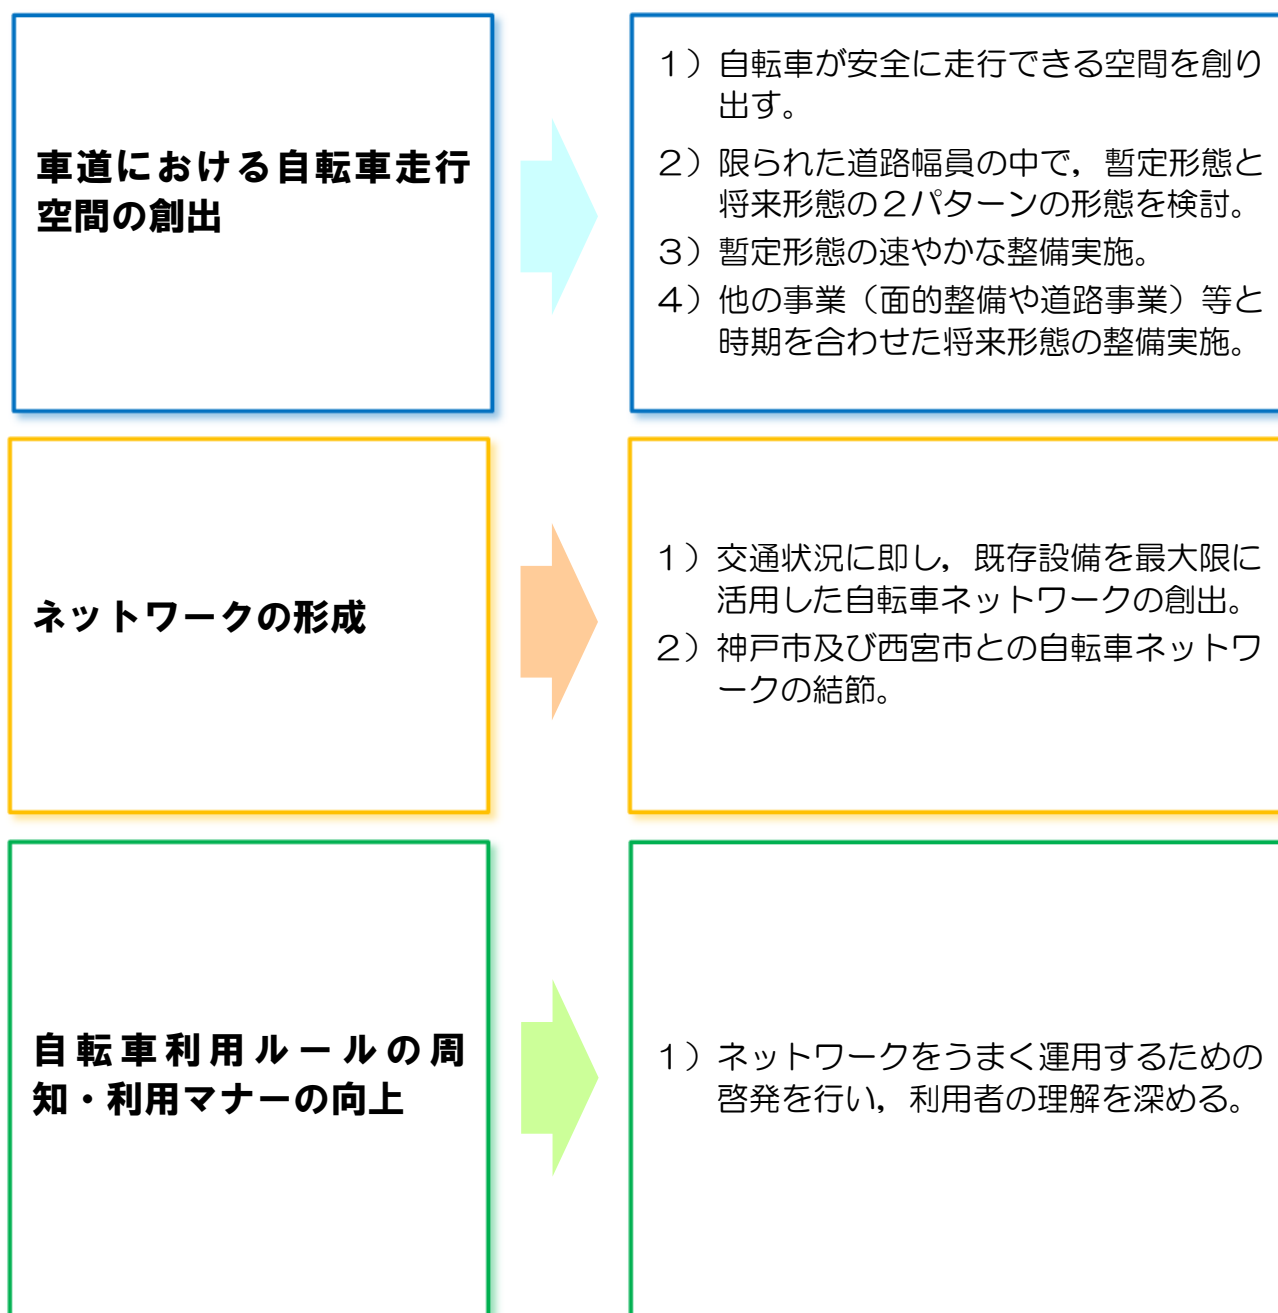 車道における自転車走行
空間の創出
１）自転車が安全に走行できる空間を創り
出す。
２）限られた道路幅員の中で，暫定形態と
将来形態の２パターンの形態を検討。
３）暫定形態の速やかな整備実施。
４）他の事業（面的整備や道路事業）等と
時期を合わせた将来形態の整備実施。
ネットワークの形成
１）交通状況に即し，既存設備を最大限に
活用した自転車ネットワークの創出。
２）神戸市及び西宮市との自転車ネットワ
ークの結節。
自転車利用ルールの周
知・利用マナーの向上
１）ネットワークをうまく運用するための
啓発を行い，利用者の理解を深める。